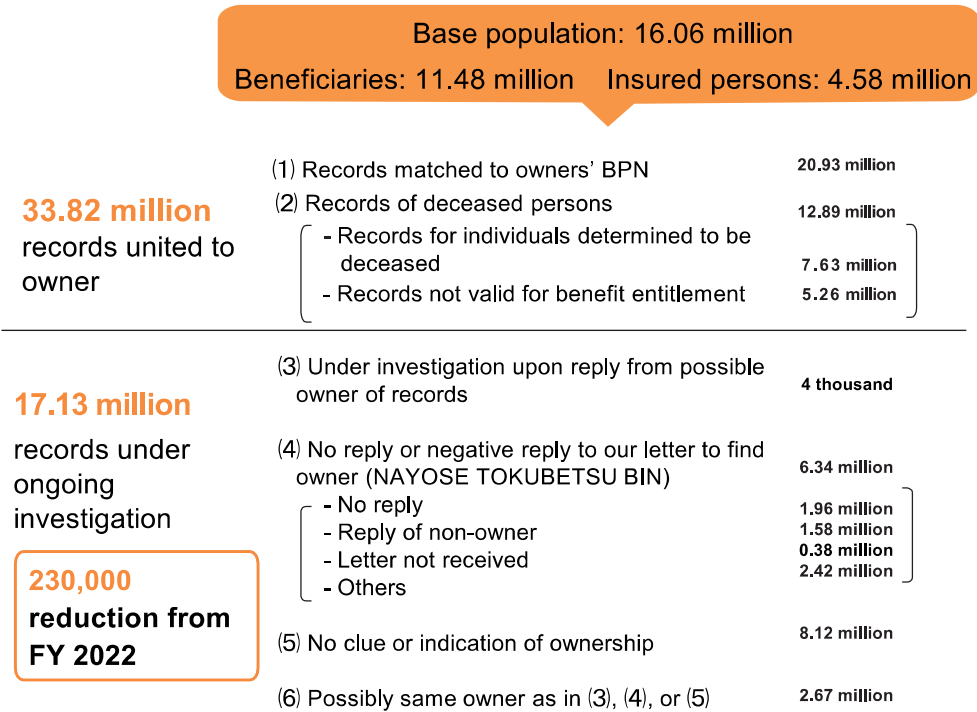 Base population: 16.06 million
Beneficiaries: 11.48 million Insured persons: 4.58 million
33.82 million
records united to
owner
(1) Records matched to owners' BPN 20.93 million
(2) Records of deceased persons 12.89 million
- Records for individuals determined to be
deceased 7.63 million
- Records not valid for benefit entitlement 5.26 million
17.13 million
records under
ongoing
investigation
230,000
reduction from
FY 2022
(3) Under investigation upon reply from possible
owner of records 4 thousand
(4) No reply or negative reply to our letter to find
owner (NAYOSE TOKUBETSU BIN) 6.34 million
- No reply 1.96 million
- Reply of non-owner 1.58 million
- Letter not received 0.38 million
- Others 2.42 million
(5) No clue or indication of ownership 8.12 million
(6) Possibly same owner as in (3), (4), or (5) 2.67 million